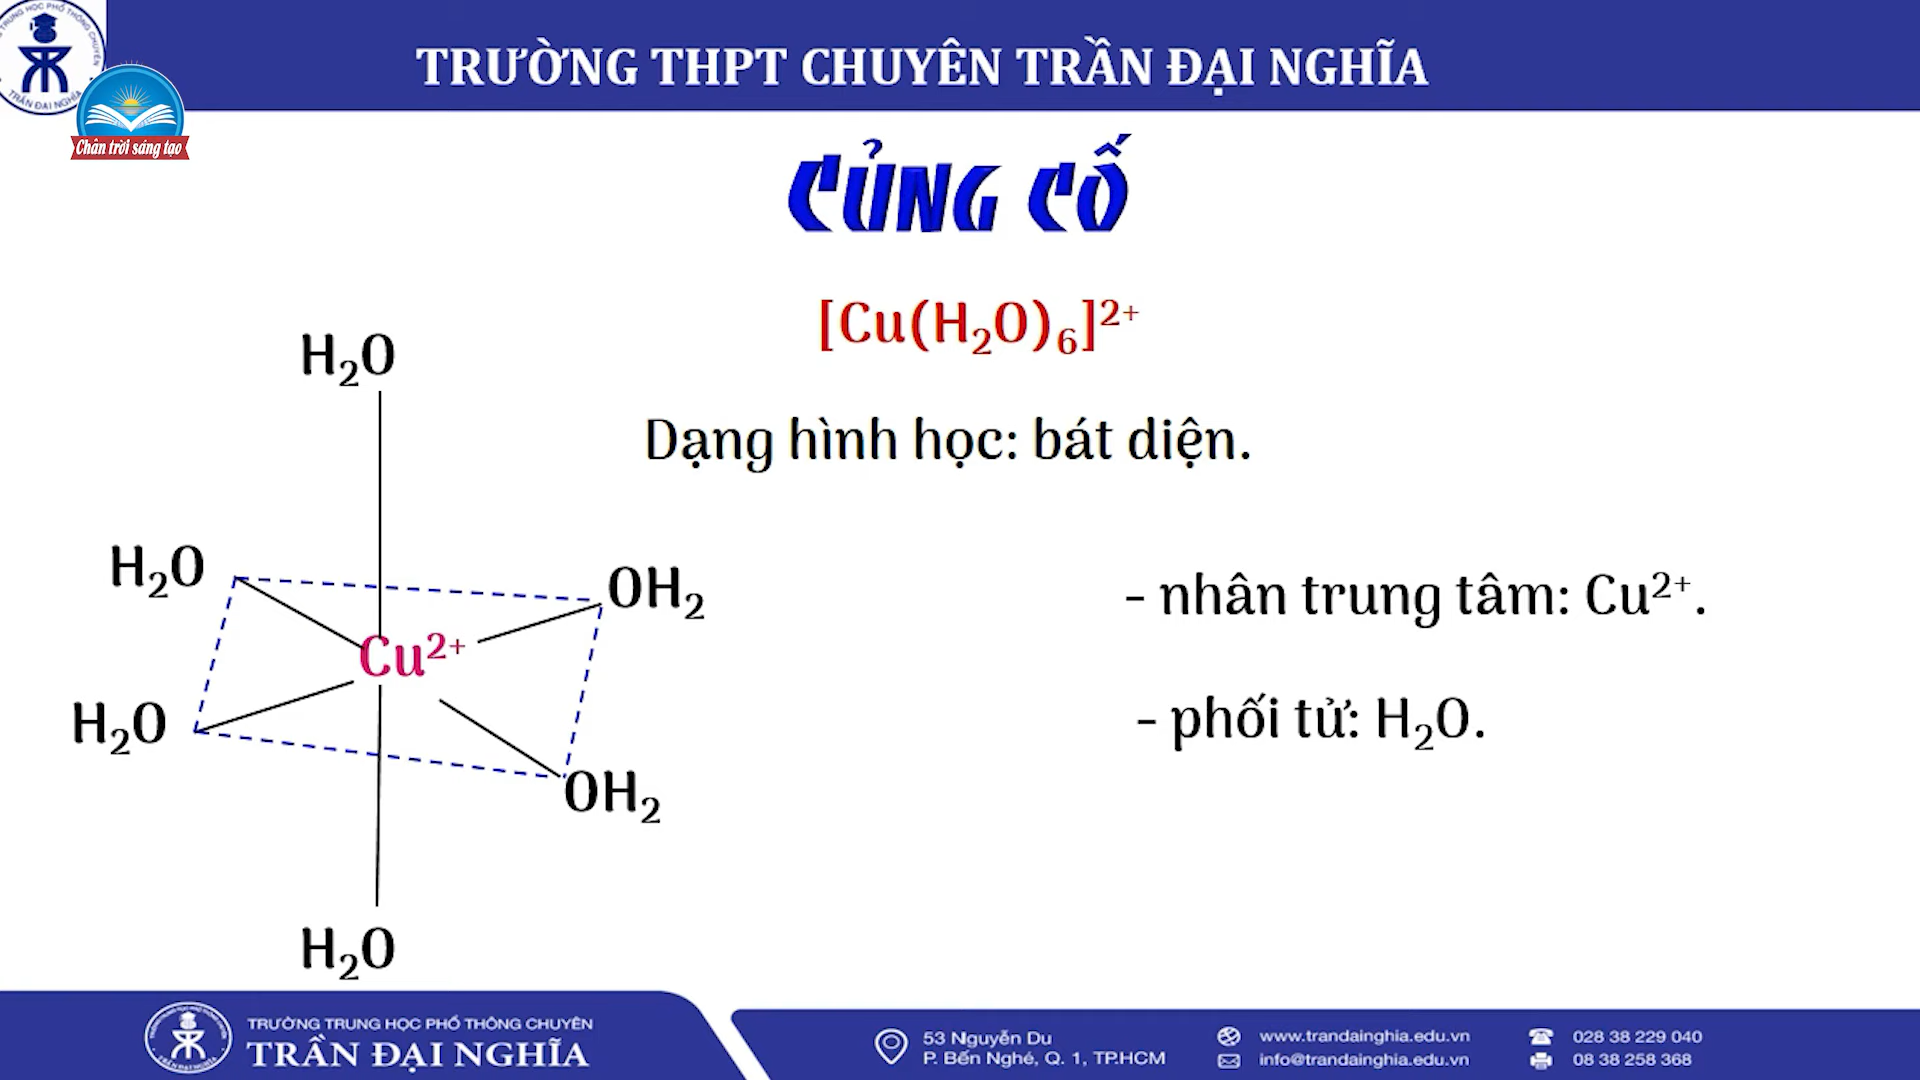 TRƯỜNG THPT CHUYÊN TRẦN ĐẠI NGHĨA
TRẦN ĐẠI NGHĨA
Chân trời sáng tạo
CỦNG CỐ
[Cu(H₂O)₆]²⁺
Dạng hình học: bát diện.
H₂O
H₂O
OH₂
Cu²⁺
H₂O
OH₂
H₂O
- nhân trung tâm: Cu²⁺.
- phối tử: H₂O.
TRƯỜNG TRUNG HỌC PHỔ THÔNG CHUYÊN
TRẦN ĐẠI NGHĨA
53 Nguyễn Du
P. Bến Nghé, Q. 1, TP.HCM
www.trandainghia.edu.vn
info@trandainghia.edu.vn
028 38 229 040
08 38 258 368